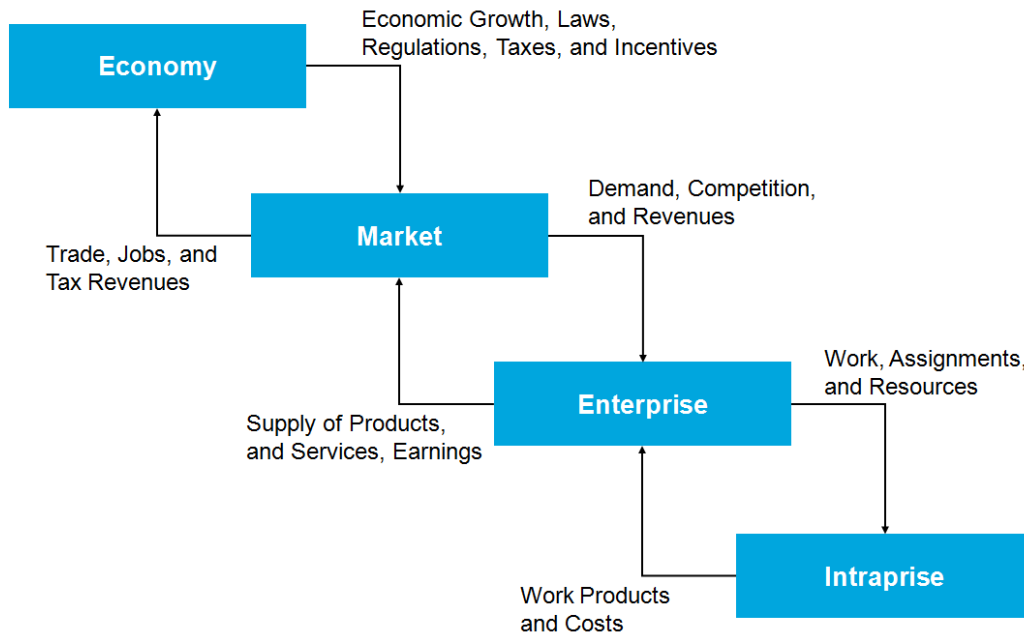 Economic Growth, Laws,
Regulations, Taxes, and Incentives
Economy
Demand, Competition,
and Revenues
Market
Trade, Jobs, and
Tax Revenues
Work, Assignments,
and Resources
Enterprise
Supply of Products,
and Services, Earnings
Intraprise
Work Products
and Costs